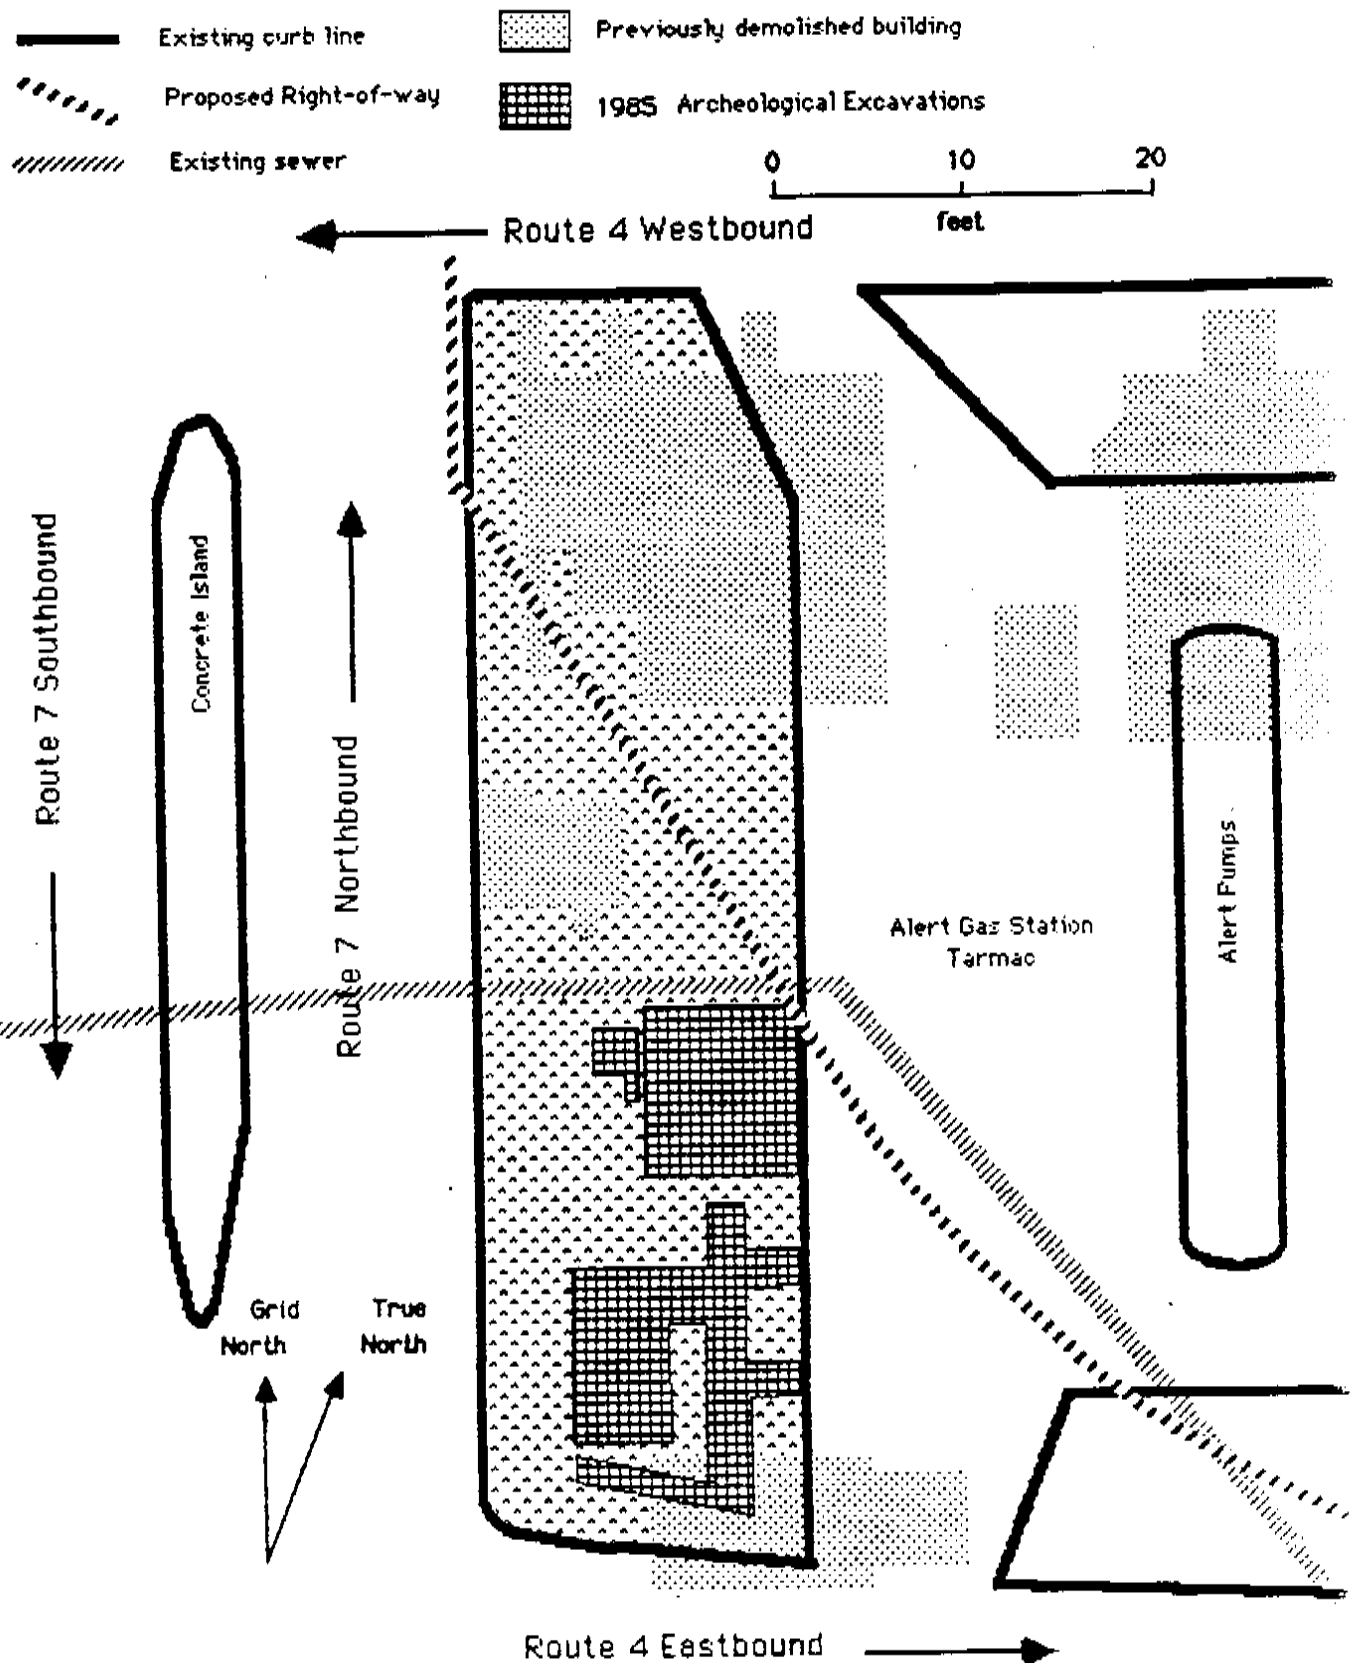 Existing curb line
Previously demolished building
Proposed Right-of-way
1985 Archeological Excavations
Existing sewer
0 10 20
feet
Route 4 Westbound
Route 7 Southbound
Concrete Island
Route 7 Northbound
Alert Gas Station
Tarmac
Alert Pumps
Grid
North
True
North
Route 4 Eastbound